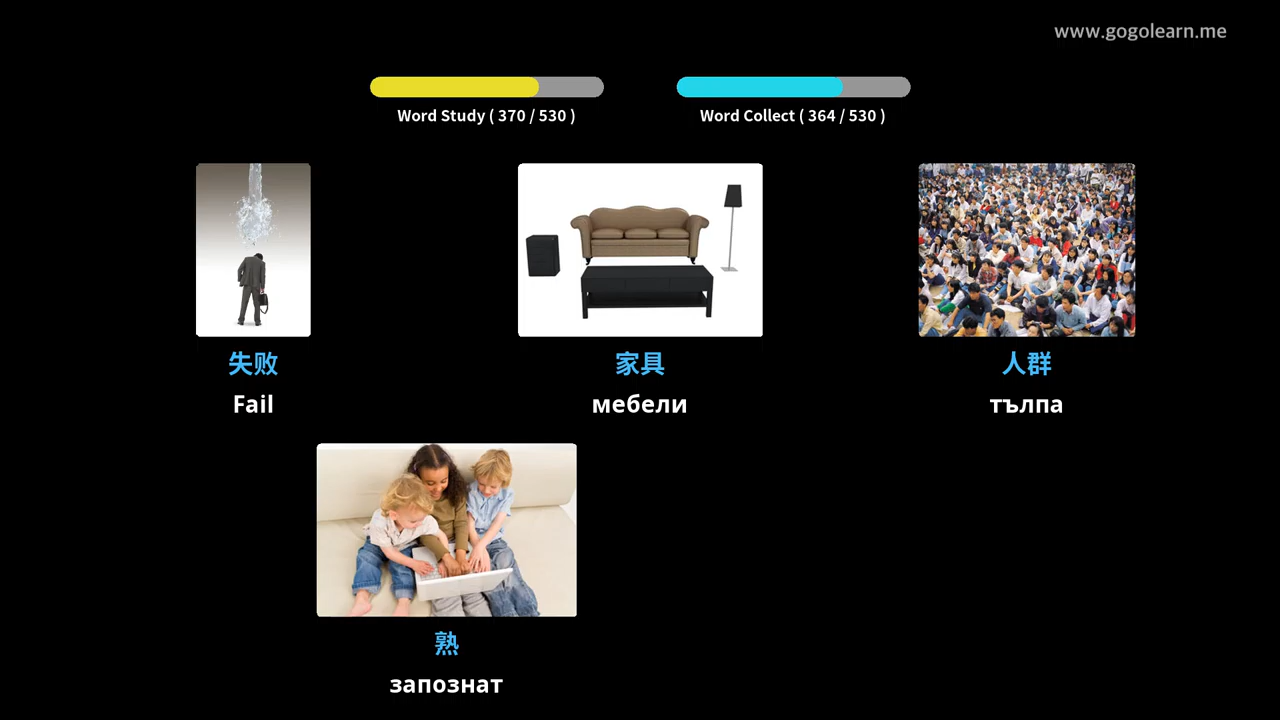 www.gogolearn.me
Word Study ( 370 / 530 )
Word Collect ( 364 / 530 )
失败
Fail
家具
мебели
人群
тълпа
熟
запознат